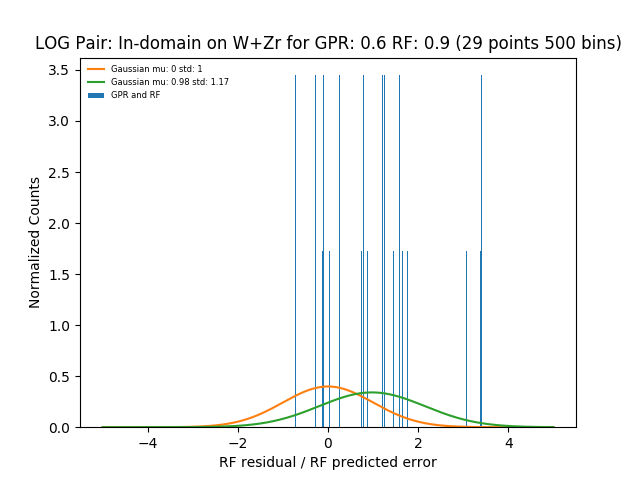 LOG Pair: In-domain on W+Zr for GPR: 0.6 RF: 0.9 (29 points 500 bins)
Gaussian mu: 0 std: 1
Gaussian mu: 0.98 std: 1.17
GPR and RF
Normalized Counts
3.5
3.0
2.5
2.0
1.5
1.0
0.5
0.0
−4 −2 0 2 4
RF residual / RF predicted error